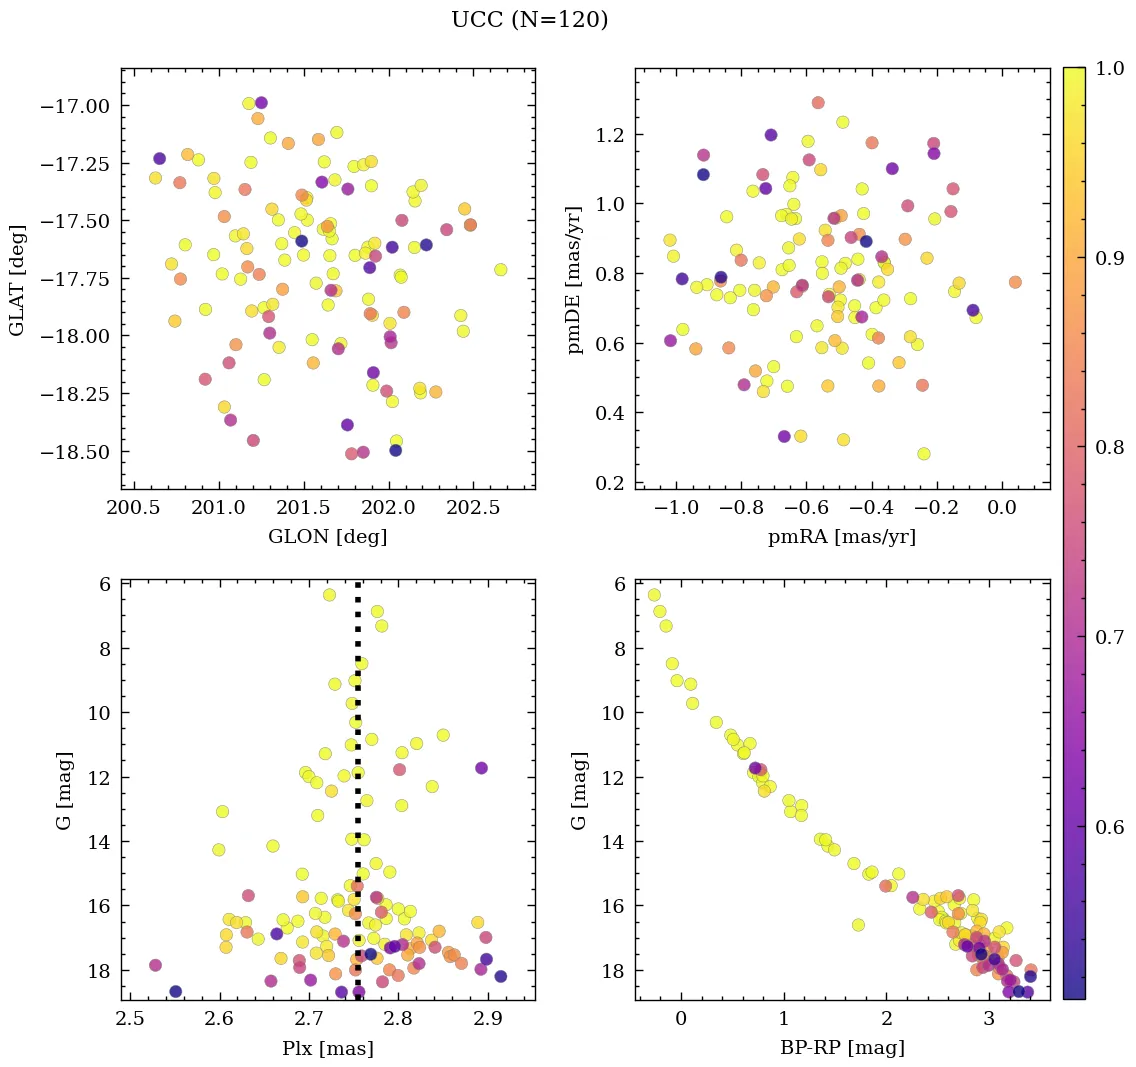 UCC (N=120)
−17.00
−17.25
−17.50
−17.75
−18.00
−18.25
−18.50
GLAT [deg]
200.5 201.0 201.5 202.0 202.5
GLON [deg]
1.2
1.0
0.8
0.6
0.4
0.2
pmDE [mas/yr]
−1.0 −0.8 −0.6 −0.4 −0.2 0.0
pmRA [mas/yr]
6
8
10
12
14
16
18
G [mag]
2.5 2.6 2.7 2.8 2.9
Plx [mas]
6
8
10
12
14
16
18
G [mag]
0 1 2 3
BP-RP [mag]
1.0
0.9
0.8
0.7
0.6